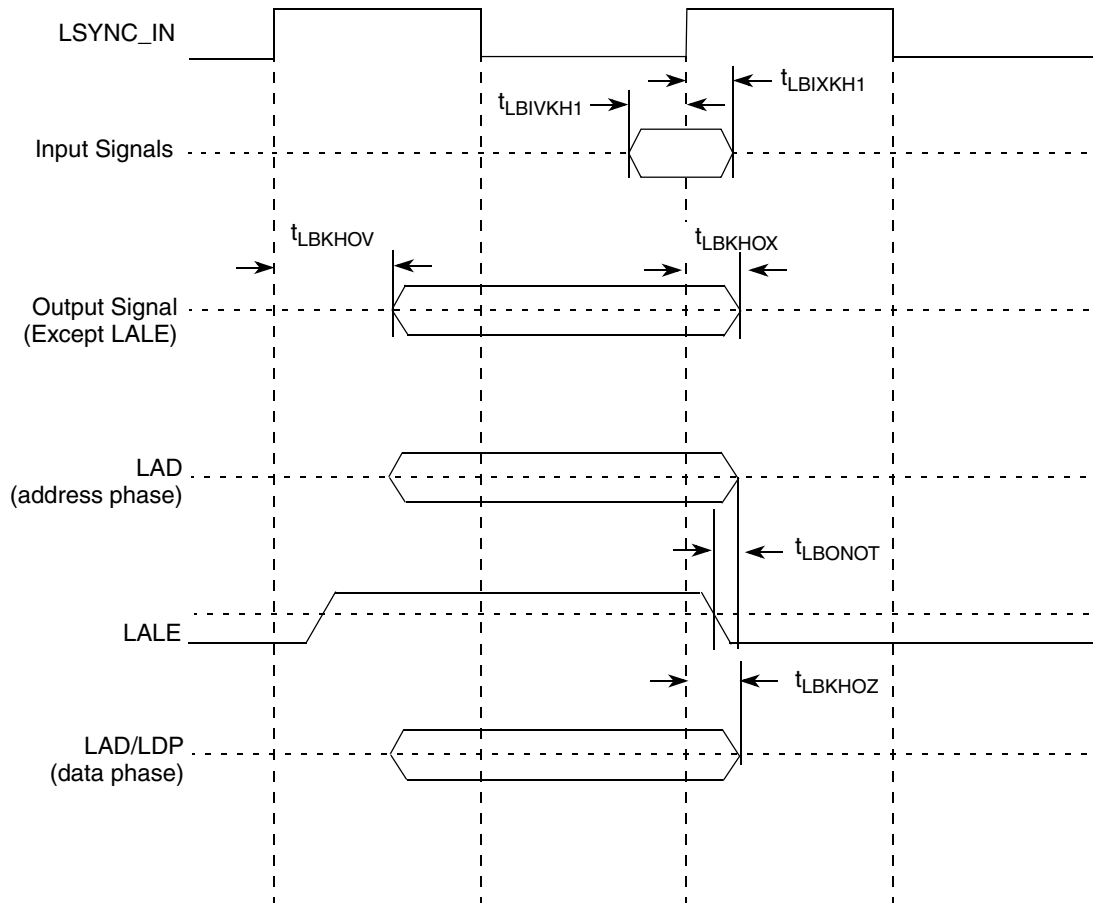 LSYNC_IN
tLBIXKH1
tLBIVKH1
Input Signals
tLBKHOV
tLBKHOX
Output Signal
(Except LALE)
LAD
(address phase)
tLBONOT
LALE
tLBKHOZ
LAD/LDP
(data phase)